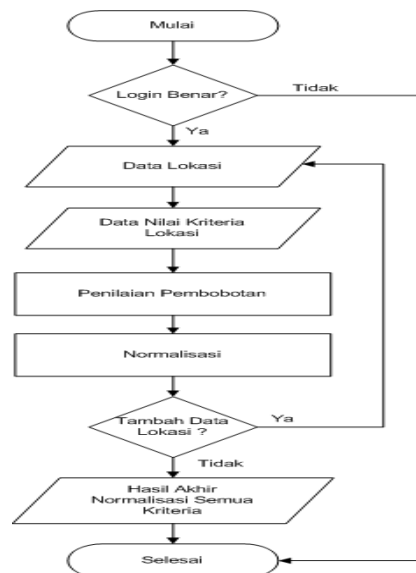 Mulai
Login Benar?
Tidak
Ya
Data Lokasi
Data Nilai Kriteria
Lokasi
Penilaian Pembobotan
Normalisasi
Tambah Data
Lokasi ?
Ya
Tidak
Hasil Akhir
Normalisasi Semua
Kriteria
Selesai